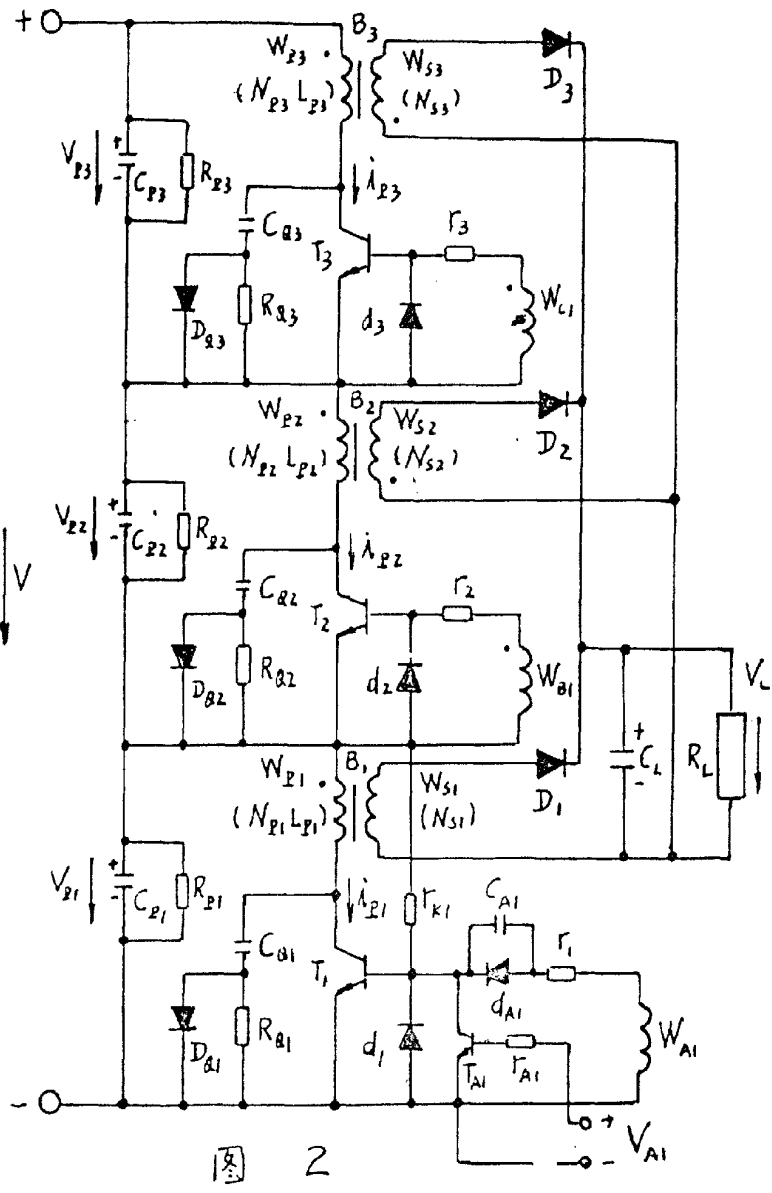 +
B3
WP3
(NP3 LP3)
WS3
(NS3)
D3
VP3
+
-
CP3
RP3
iP3
CQ3
T3
r3
DQ3
RQ3
d3
WC1
B2
WP2
(NP2 LP2)
WS2
(NS2)
D2
V
VP2
+
-
CP2
RP2
iP2
CQ2
T2
r2
DQ2
RQ2
d2
WB1
B1
WP1
(NP1 LP1)
WS1
(NS1)
D1
+
-
CL
RL
VL
VP1
+
-
CP1
RP1
iP1
rK1
CQ1
T1
CA1
dA1
r1
DQ1
RQ1
d1
TA1
rA1
WA1
-
+
-
VA1
图 2